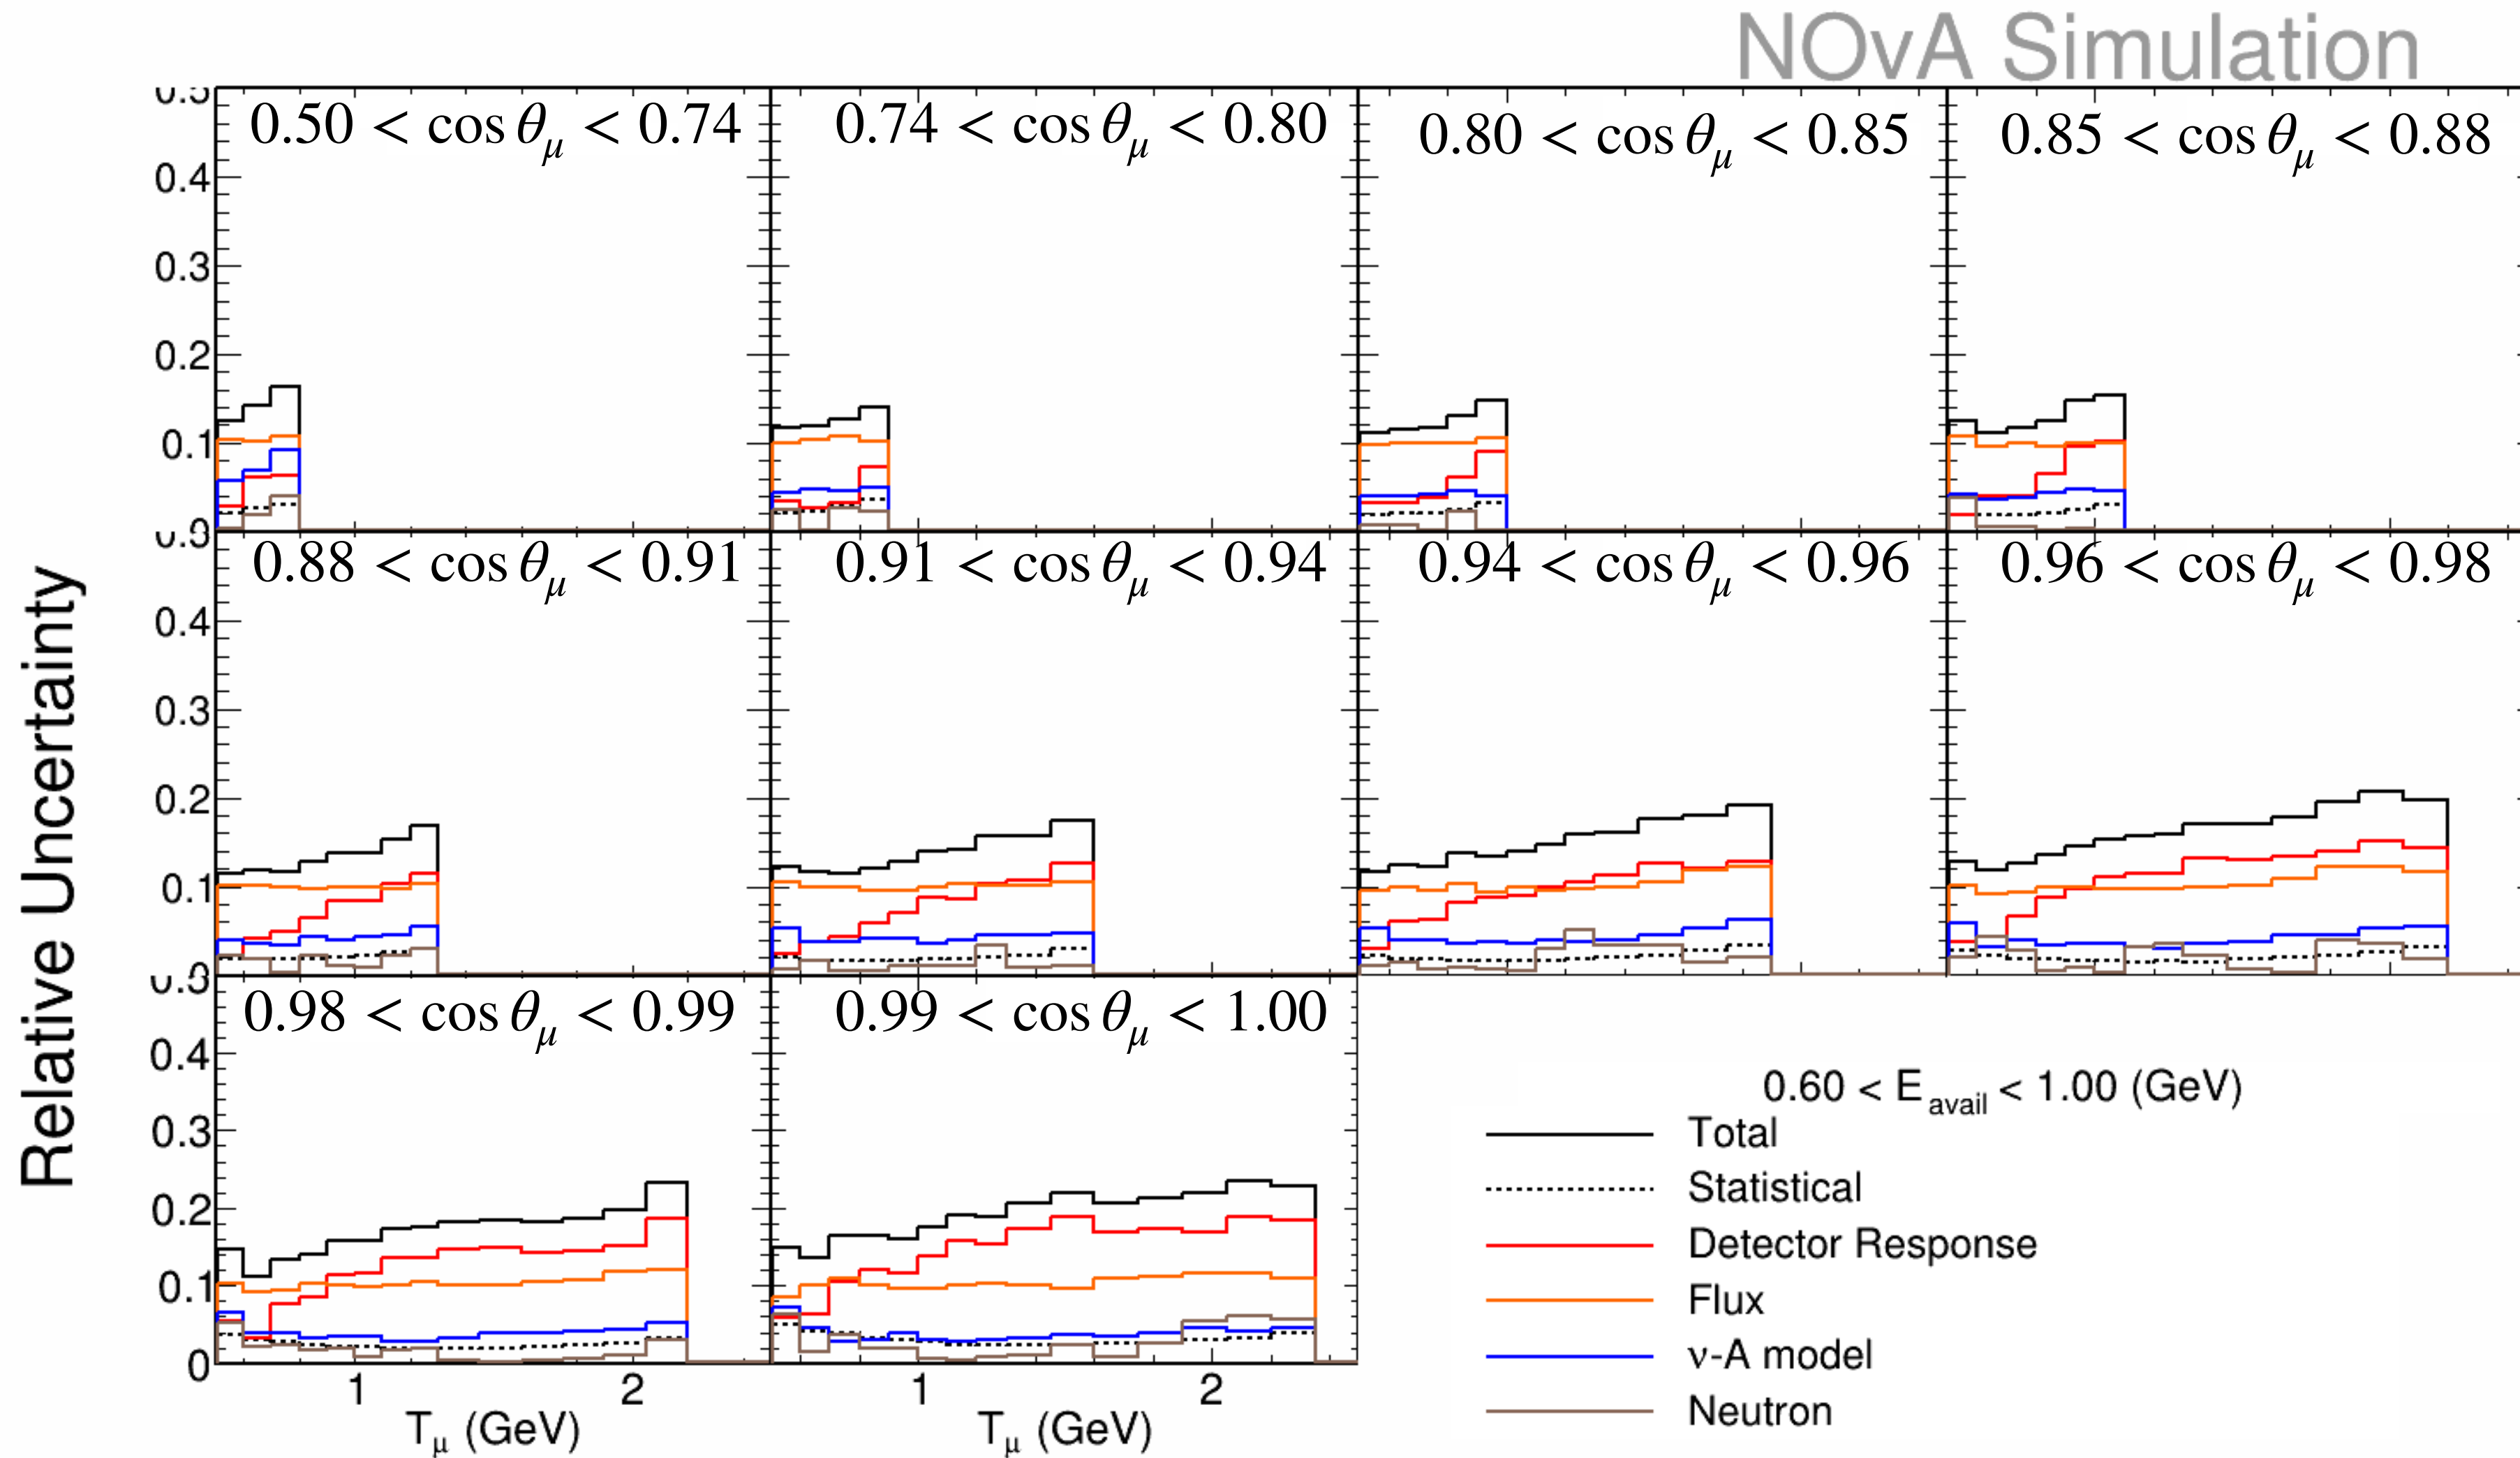 NOvA Simulation
0.50 < cos θμ < 0.74
0.74 < cos θμ < 0.80
0.80 < cos θμ < 0.85
0.85 < cos θμ < 0.88
0.4
0.3
0.2
0.1
0.88 < cos θμ < 0.91
0.91 < cos θμ < 0.94
0.94 < cos θμ < 0.96
0.96 < cos θμ < 0.98
0.4
0.3
0.2
0.1
0.98 < cos θμ < 0.99
0.99 < cos θμ < 1.00
0.4
0.3
0.2
0.1
0
1
2
1
2
Tμ (GeV)
Tμ (GeV)
Relative Uncertainty
0.60 < Eavail < 1.00 (GeV)
Total
Statistical
Detector Response
Flux
ν-A model
Neutron